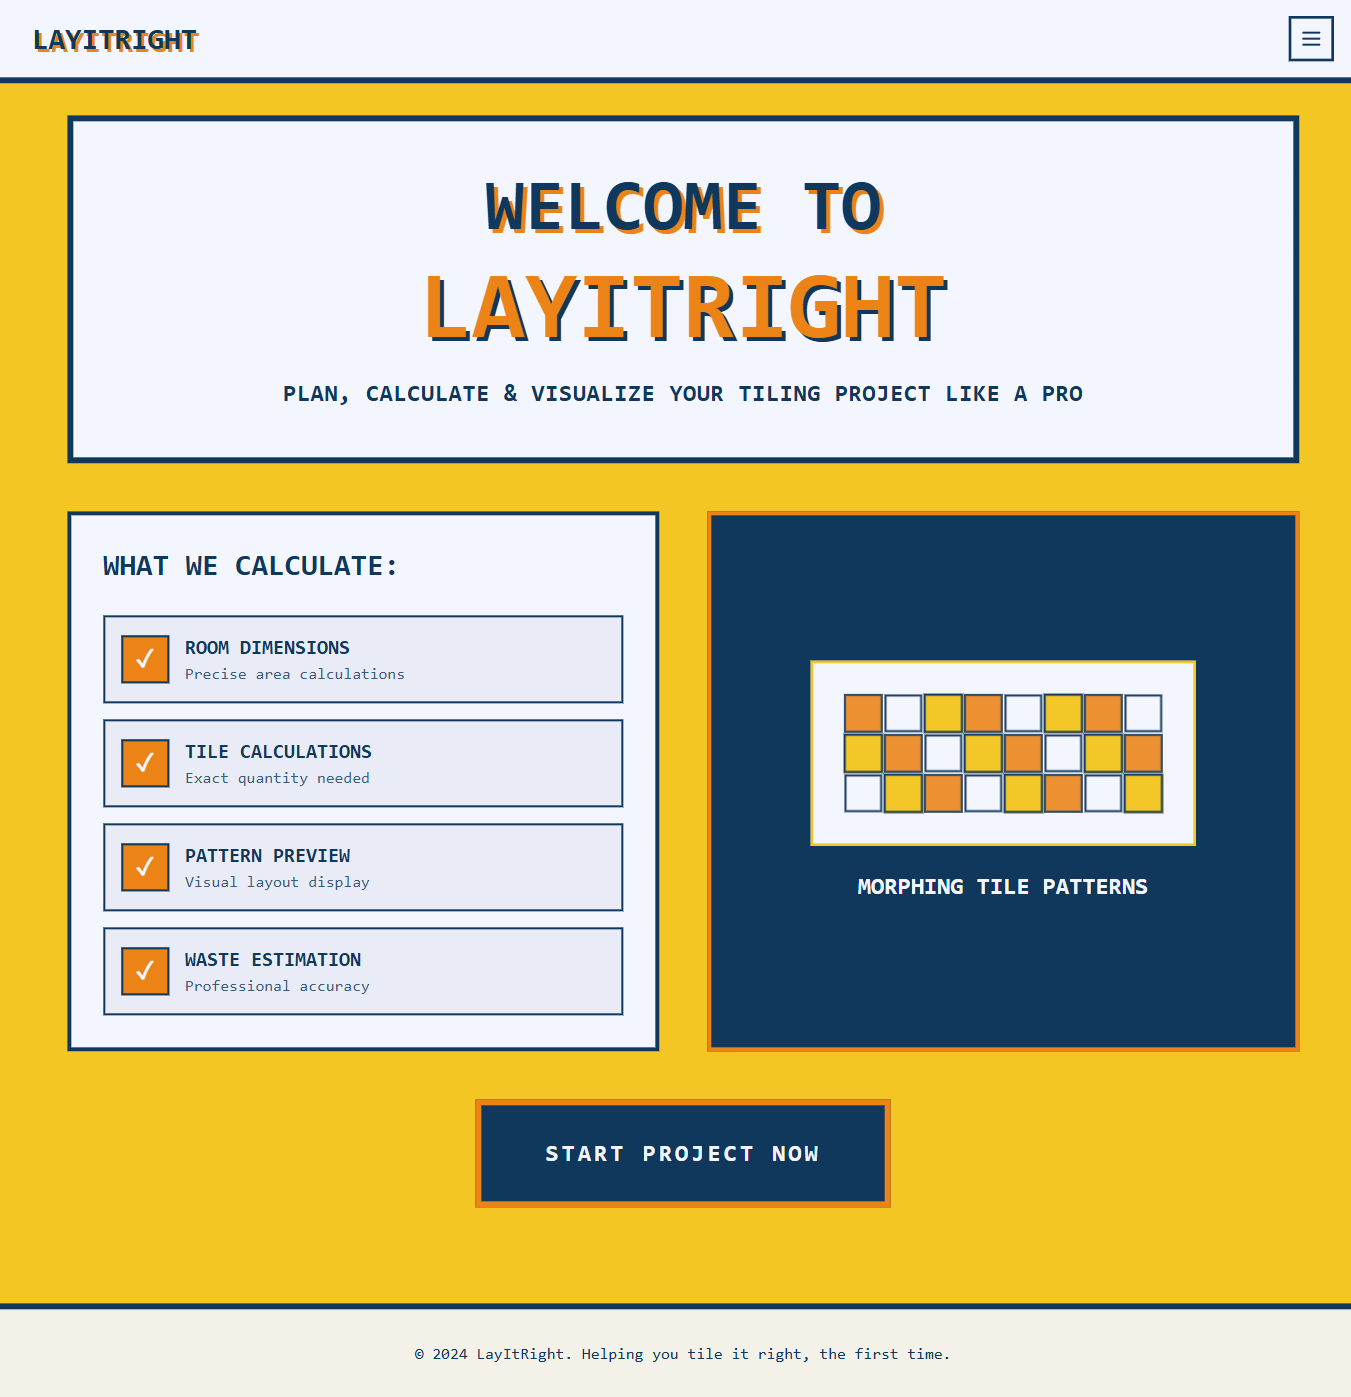 LAYITRIGHT
WELCOME TO
LAYITRIGHT
PLAN, CALCULATE & VISUALIZE YOUR TILING PROJECT LIKE A PRO
WHAT WE CALCULATE:
✓ ROOM DIMENSIONS
Precise area calculations
✓ TILE CALCULATIONS
Exact quantity needed
✓ PATTERN PREVIEW
Visual layout display
✓ WASTE ESTIMATION
Professional accuracy
MORPHING TILE PATTERNS
START PROJECT NOW
© 2024 LayItRight. Helping you tile it right, the first time.